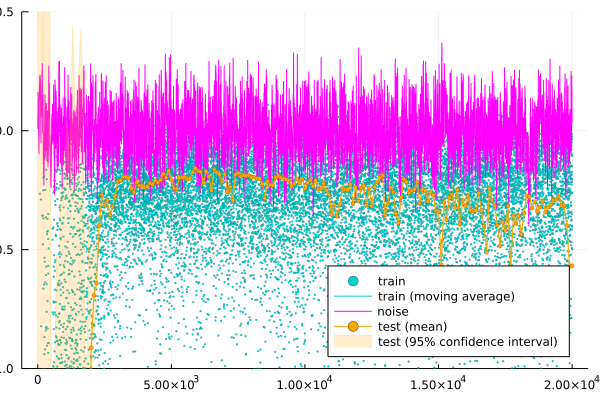 0.5
0.0
0.5
1.0
0
5.00×10³
1.00×10⁴
1.50×10⁴
2.00×10⁴
train
train (moving average)
noise
test (mean)
test (95% confidence interval)